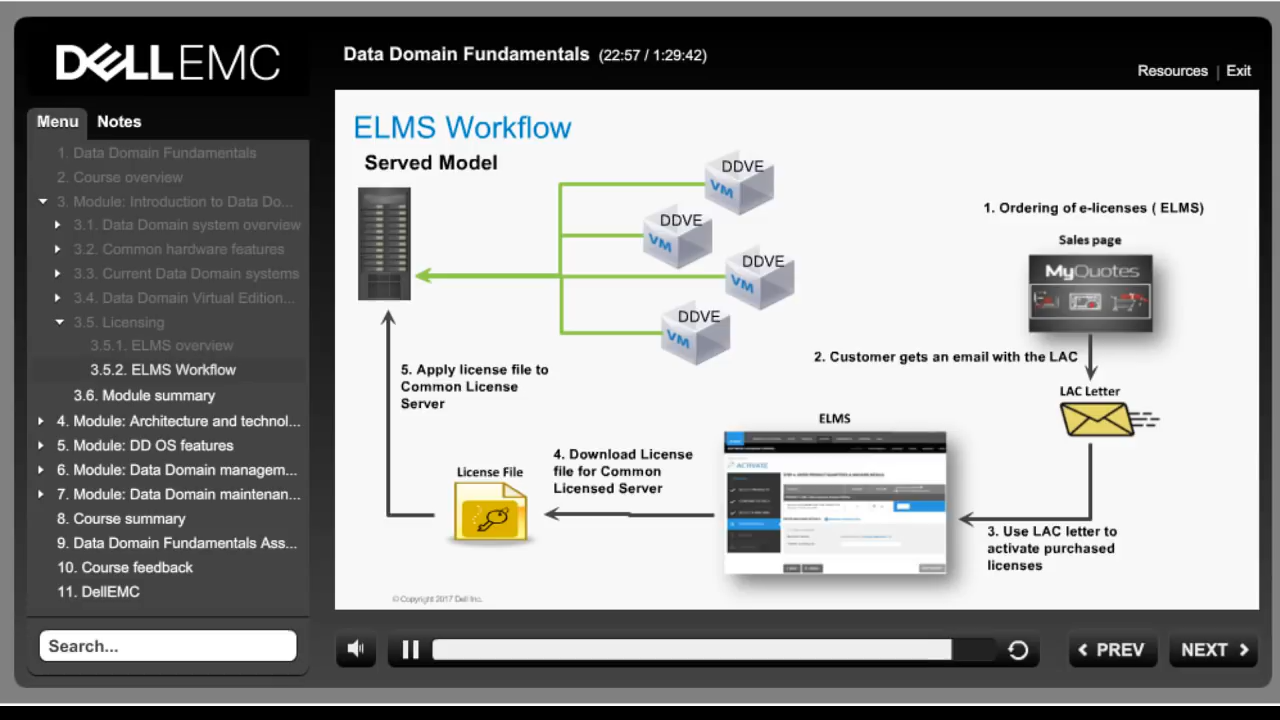 DELLEMC
Data Domain Fundamentals (22:57 / 1:29:42)
Resources | Exit
Menu
Notes
1. Data Domain Fundamentals
2. Course overview
3. Module: Introduction to Data Do...
3.1. Data Domain system overview
3.2. Common hardware features
3.3. Current Data Domain systems
3.4. Data Domain Virtual Edition...
3.5. Licensing
3.5.1. ELMS overview
3.5.2. ELMS Workflow
3.6. Module summary
4. Module: Architecture and technol...
5. Module: DD OS features
6. Module: Data Domain managem...
7. Module: Data Domain maintenan...
8. Course summary
9. Data Domain Fundamentals Ass...
10. Course feedback
11. DellEMC
Search...
ELMS Workflow
Served Model
DDVE
VM
DDVE
VM
DDVE
VM
DDVE
VM
1. Ordering of e-licenses ( ELMS)
Sales page
MyQuotes
2. Customer gets an email with the LAC
LAC Letter
3. Use LAC letter to
activate purchased
licenses
ELMS
ACTIVATE
4. Download License
file for Common
Licensed Server
License File
5. Apply license file to
Common License
Server
© Copyright 2017 Dell Inc.
PREV
NEXT